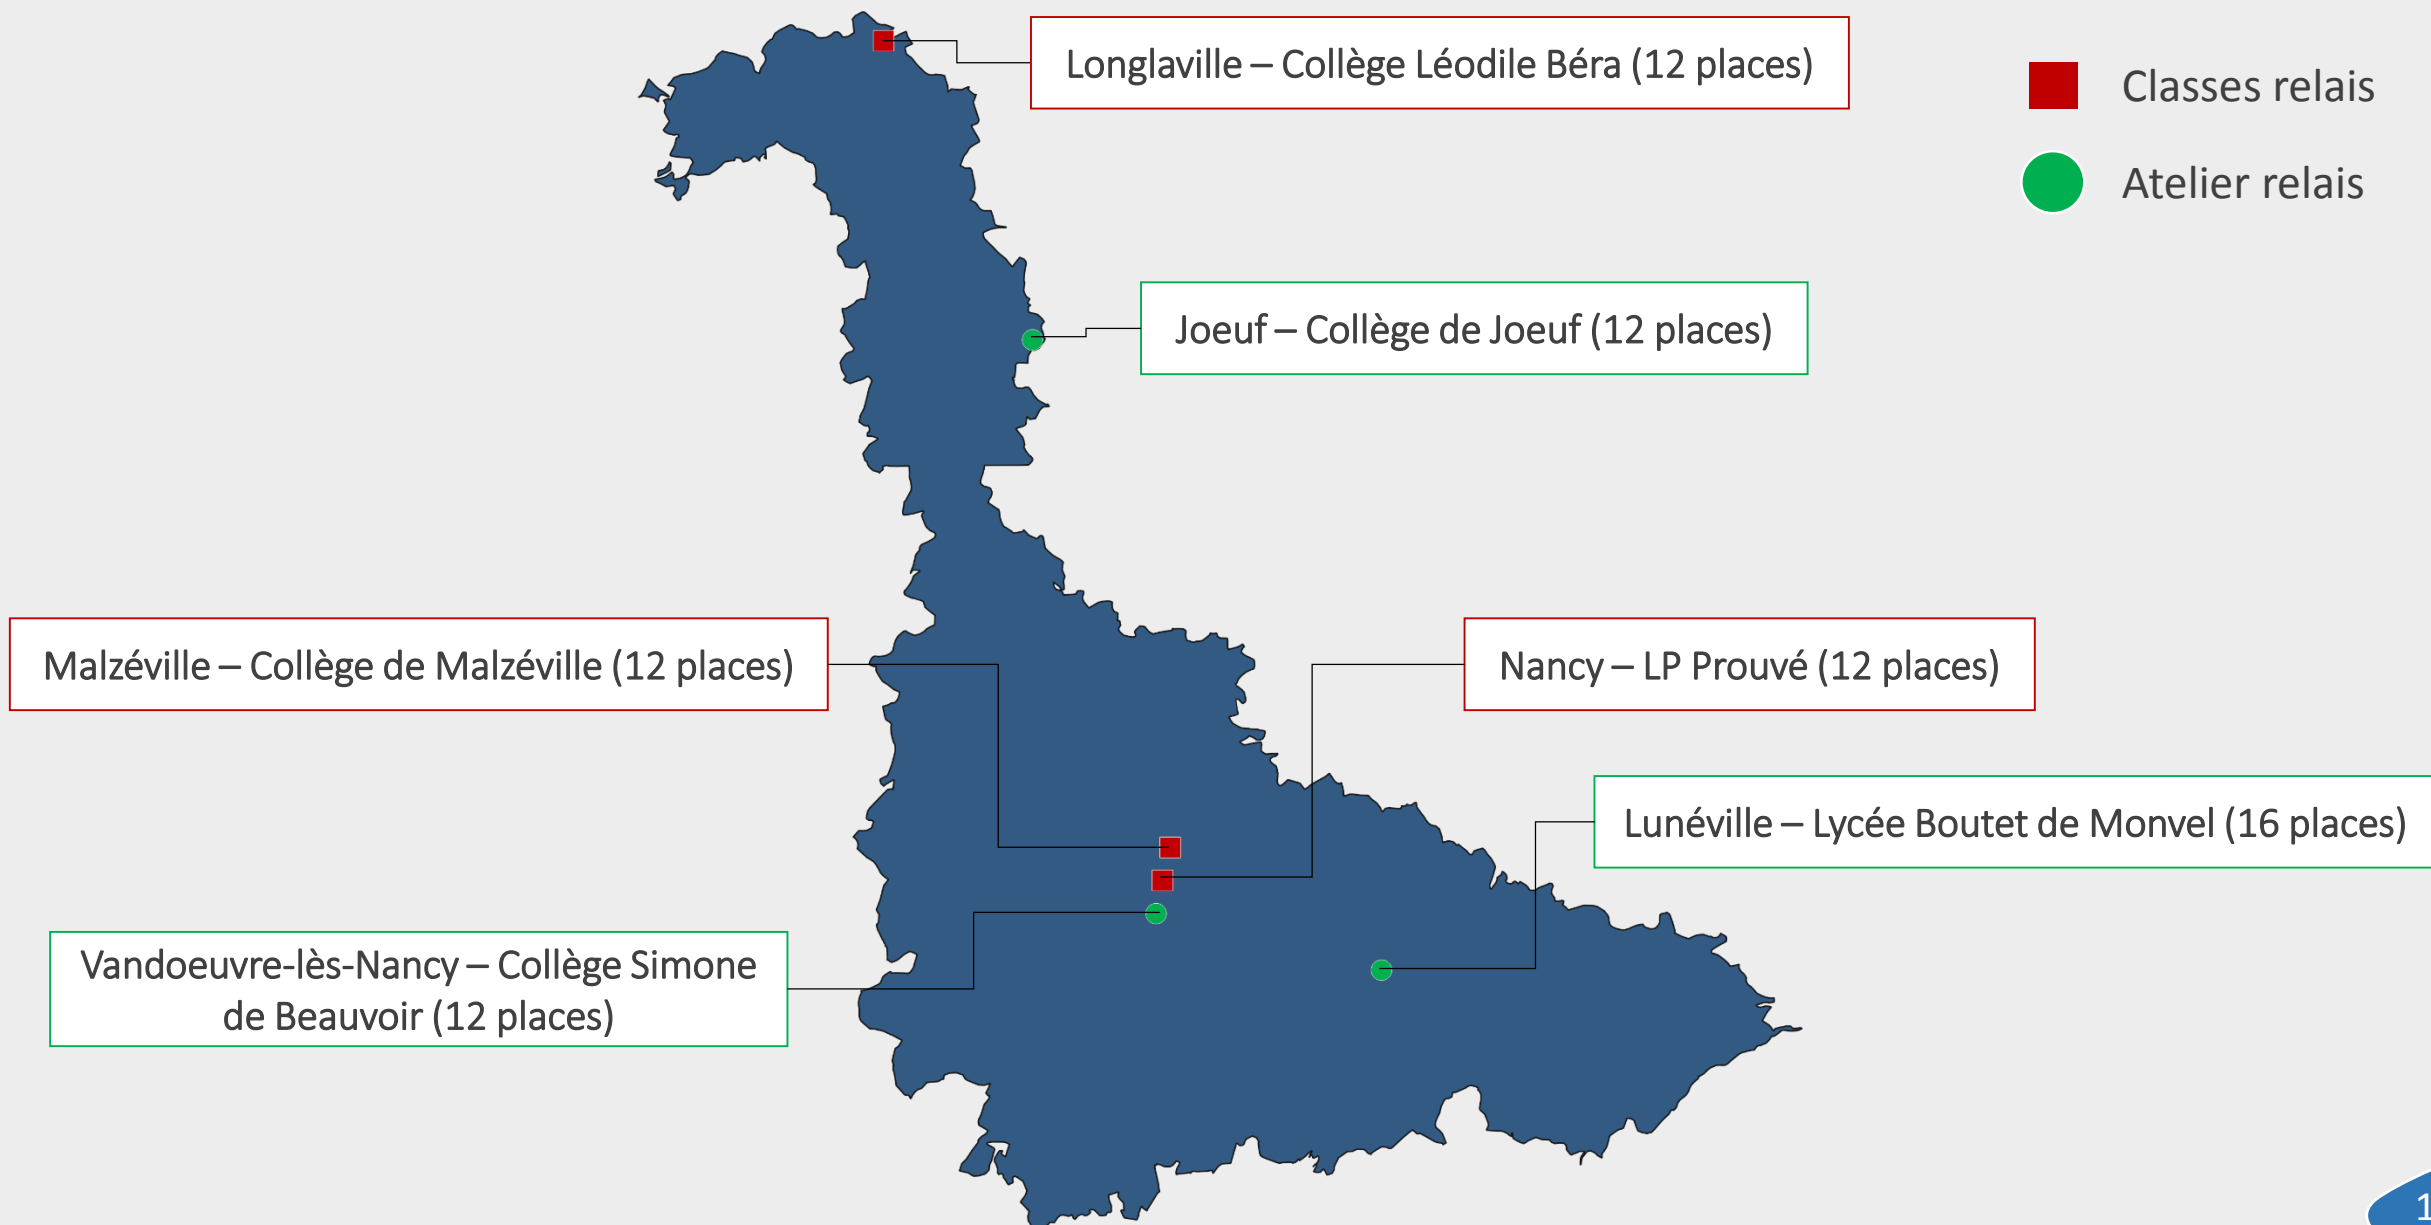 Longlaville – Collège Léodile Béra (12 places)
Classes relais
Atelier relais
Joeuf – Collège de Joeuf (12 places)
Malzéville – Collège de Malzéville (12 places)
Nancy – LP Prouvé (12 places)
Lunéville – Lycée Boutet de Monvel (16 places)
Vandoeuvre-lès-Nancy – Collège Simone
de Beauvoir (12 places)